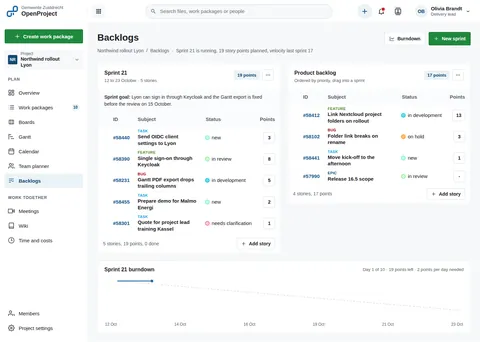 Gemeente Zuiddrecht
OpenProject
Search files, work packages or people
OB
Olivia Brandt
Delivery lead
Create work package
Project
NR
Northwind rollout Lyon
PLAN
Overview
Work packages
Boards
Gantt
Calendar
Team planner
Backlogs
WORK TOGETHER
Meetings
Wiki
Time and costs
Members
Project settings
Backlogs
Northwind rollout Lyon / Backlogs · Sprint 21 is running, 19 story points planned, velocity last sprint 17
Burndown
New sprint
Sprint 21
12 to 23 October · 5 stories
19 points
Sprint goal: Lyon can sign in through Keycloak and the Gantt export is fixed before the review on 15 October
ID Subject Status Points
TASK
#58440 Send OIDC client settings to Lyon new 3
FEATURE
#58390 Single sign-on through Keycloak in review 8
BUG
#58231 Gantt PDF export drops trailing columns in development 5
TASK
#58455 Prepare demo for Malmo Energi new 2
TASK
#58301 Quote for project lead training Kassel needs clarification 1
5 stories, 19 points, 0 done
Add story
Product backlog
Ordered by priority, drag into a sprint
17 points
ID Subject Status Points
FEATURE
#58412 Link Nextcloud project folders on rollout in development 13
BUG
#58102 Folder link breaks on rename on hold 3
TASK
#58441 Move kick-off to the afternoon new 1
EPIC
#57990 Release 16.5 scope in review -
4 stories, 17 points
Add story
Sprint 21 burndown
Day 1 of 10 · 19 points left · 2 points per day needed
12 Oct 14 Oct 16 Oct 19 Oct 21 Oct 23 Oct